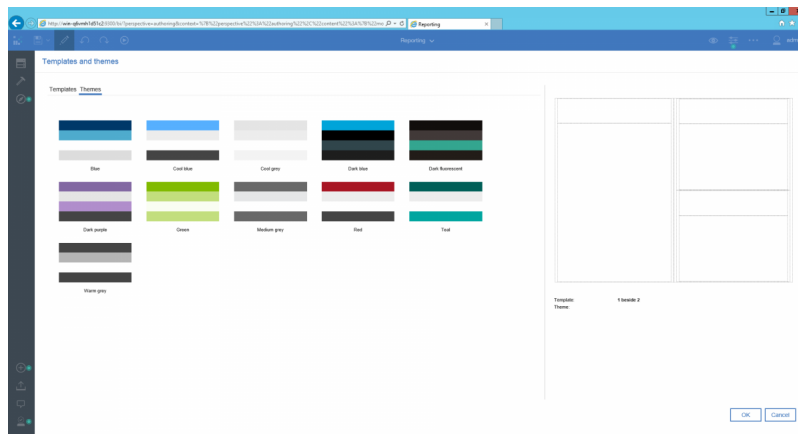 Reporting
Reporting
adm
Templates and themes
Templates Themes
Blue Cool blue Cool grey Dark blue Dark fluorescent
Dark purple Green Medium grey Red Teal
Warm grey
Template: 1 beside 2
Theme:
OK Cancel